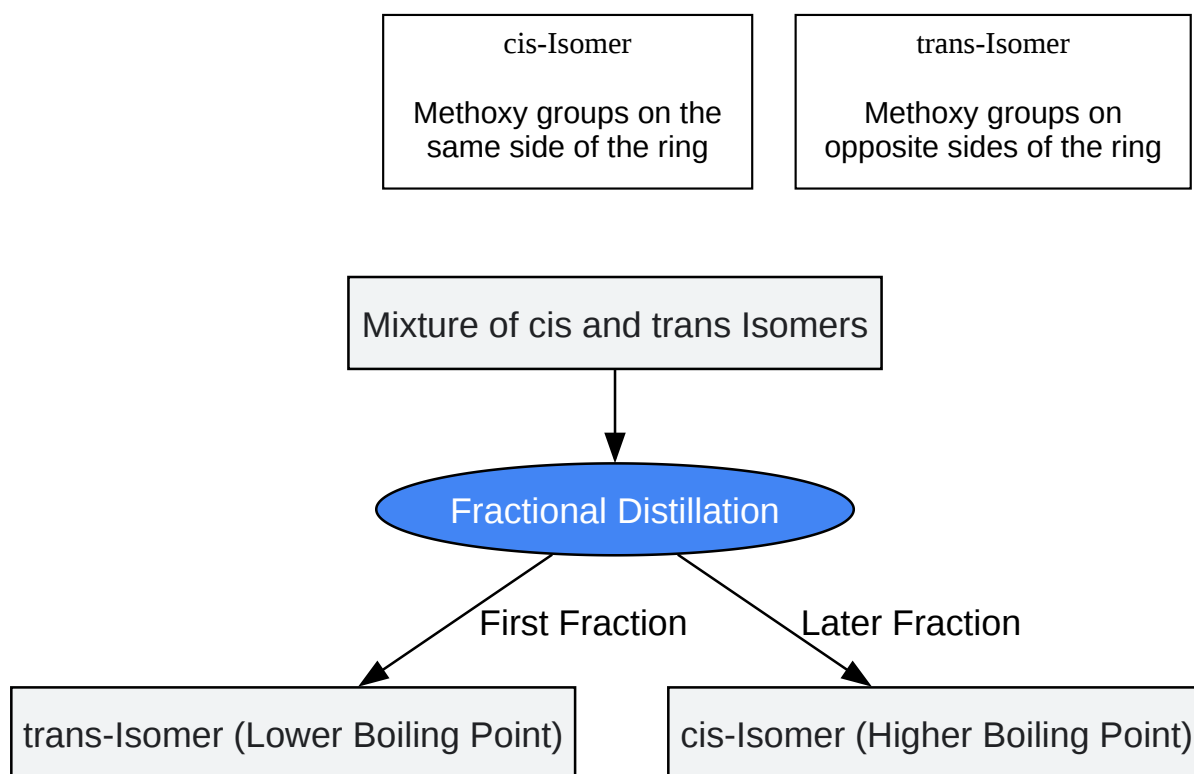 cis-Isomer
Methoxy groups on the
same side of the ring
trans-Isomer
Methoxy groups on
opposite sides of the ring
Mixture of cis and trans Isomers
Fractional Distillation
First Fraction
Later Fraction
trans-Isomer (Lower Boiling Point)
cis-Isomer (Higher Boiling Point)